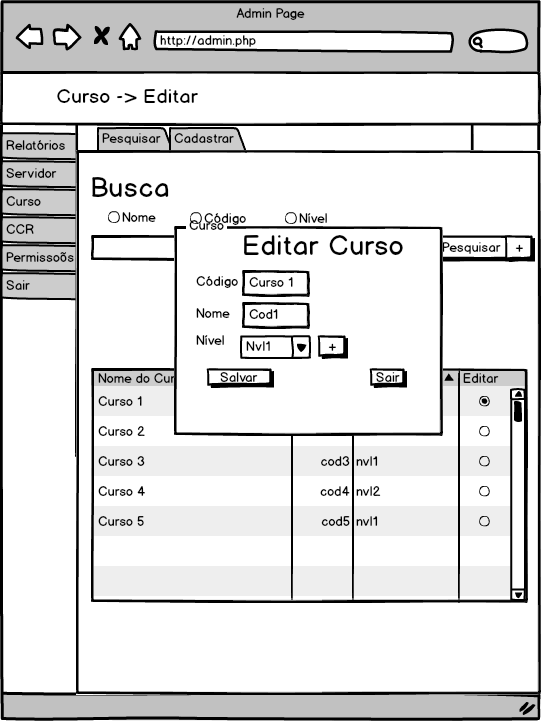 Admin Page
http://admin.php
Curso -> Editar
Relatórios
Servidor
Curso
CCR
Permissoõs
Sair
Pesquisar
Cadastrar
Busca
Nome
Código
Nível
Pesquisar
+
Curso
Editar Curso
Código
Curso 1
Nome
Cod1
Nível
Nvl1
+
Salvar
Sair
Nome do Cur
Editar
Curso 1
Curso 2
Curso 3 cod3 nvl1
Curso 4 cod4 nvl2
Curso 5 cod5 nvl1